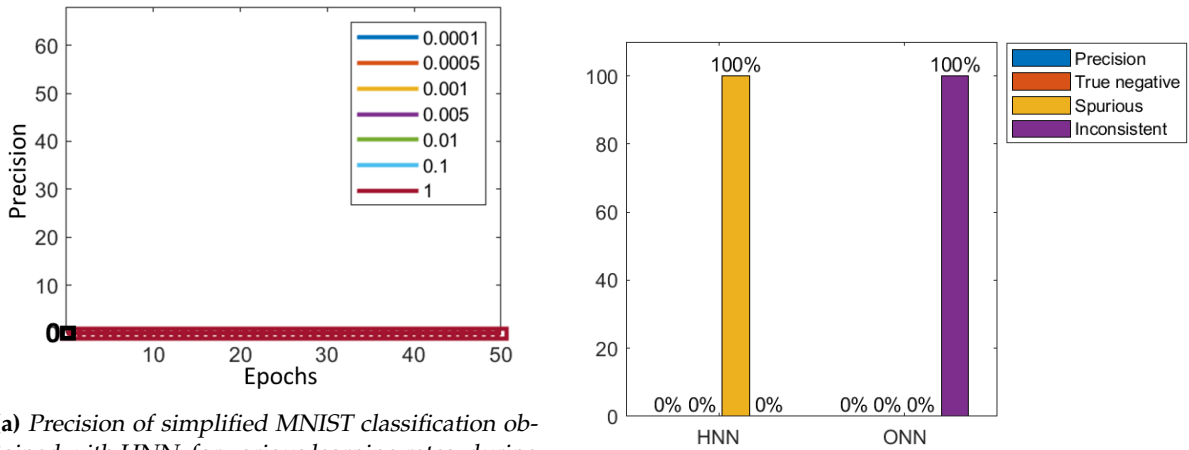 60
50
40
30
20
10
0
Precision
0.0001
0.0005
0.001
0.005
0.01
0.1
1
10 20 30 40 50
Epochs
(a) Precision of simplified MNIST classification ob-
100
80
60
40
20
0
100% 100%
0% 0% 0% 0% 0% 0%
HNN ONN
Precision
True negative
Spurious
Inconsistent